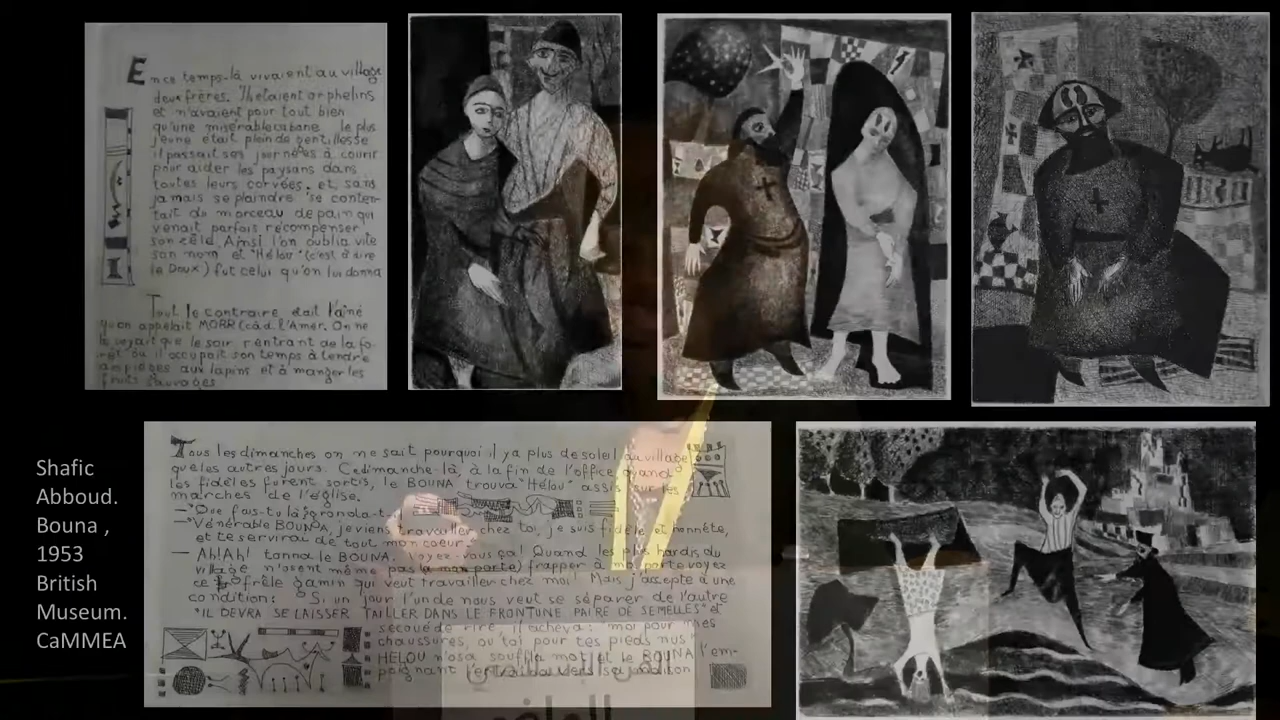 En ce temps-là vivaient au village
deux frères. Ils étaient orphelins
et n'avaient pour tout bien
qu'une misérable cabane le plus
jeune était plein de gentillesse
il passait ses journées à courir
pour aider les paysans dans
toutes leurs corvées. et, sans
jamais se plaindre se conten-
tait du morceau de pain qui
venait parfois récompenser
son zèle. Ainsi l'on oublia vite
son nom et "Hélou" (c'est à dire
le Doux) fut celui qu'on lui donna
Tout le contraire était l'aîné
qu'on appelait MORR (càd. l'Amer. On ne
le voyait que le soir rentrant de la fo-
rêt où il occupait son temps à tendre
des pièges aux lapins et à manger les
fruits sauvages
Tous les dimanches on ne sait pourquoi il y a plus de soleil au village
que les autres jours. Ce dimanche-là, à la fin de l'office quand
les fidèles furent sortis, le BOUNA trouva "Hélou" assis sur les
marches de l'église.
— "Que fais-tu là gronda-t
— "Vénérable BOUNA, je viens travailler chez toi, je suis fidèle et honnête,
et te servirai de tout mon coeur."
— Ah! Ah! tonna le BOUNA. Voyez-vous ça! Quand les plus hardis du
village n'osent même pas frapper à ma porte voyez
ce frêle gamin qui veut travailler chez moi! Mais j'accepte à une
condition: "Si un jour l'un de nous veut se séparer de l'autre
"IL DEVRA SE LAISSER TAILLER DANS LE FRONT UNE PAIRE DE SEMELLES" et
secoué de rire il acheva: "moi pour mes
chaussures, ou toi pour tes pieds nus"
HELOU n'osa souffler mot et le BOUNA l'em-
poignant l'entraîna vers sa maison
Shafic
Abboud.
Bouna ,
1953
British
Museum.
CaMMEA